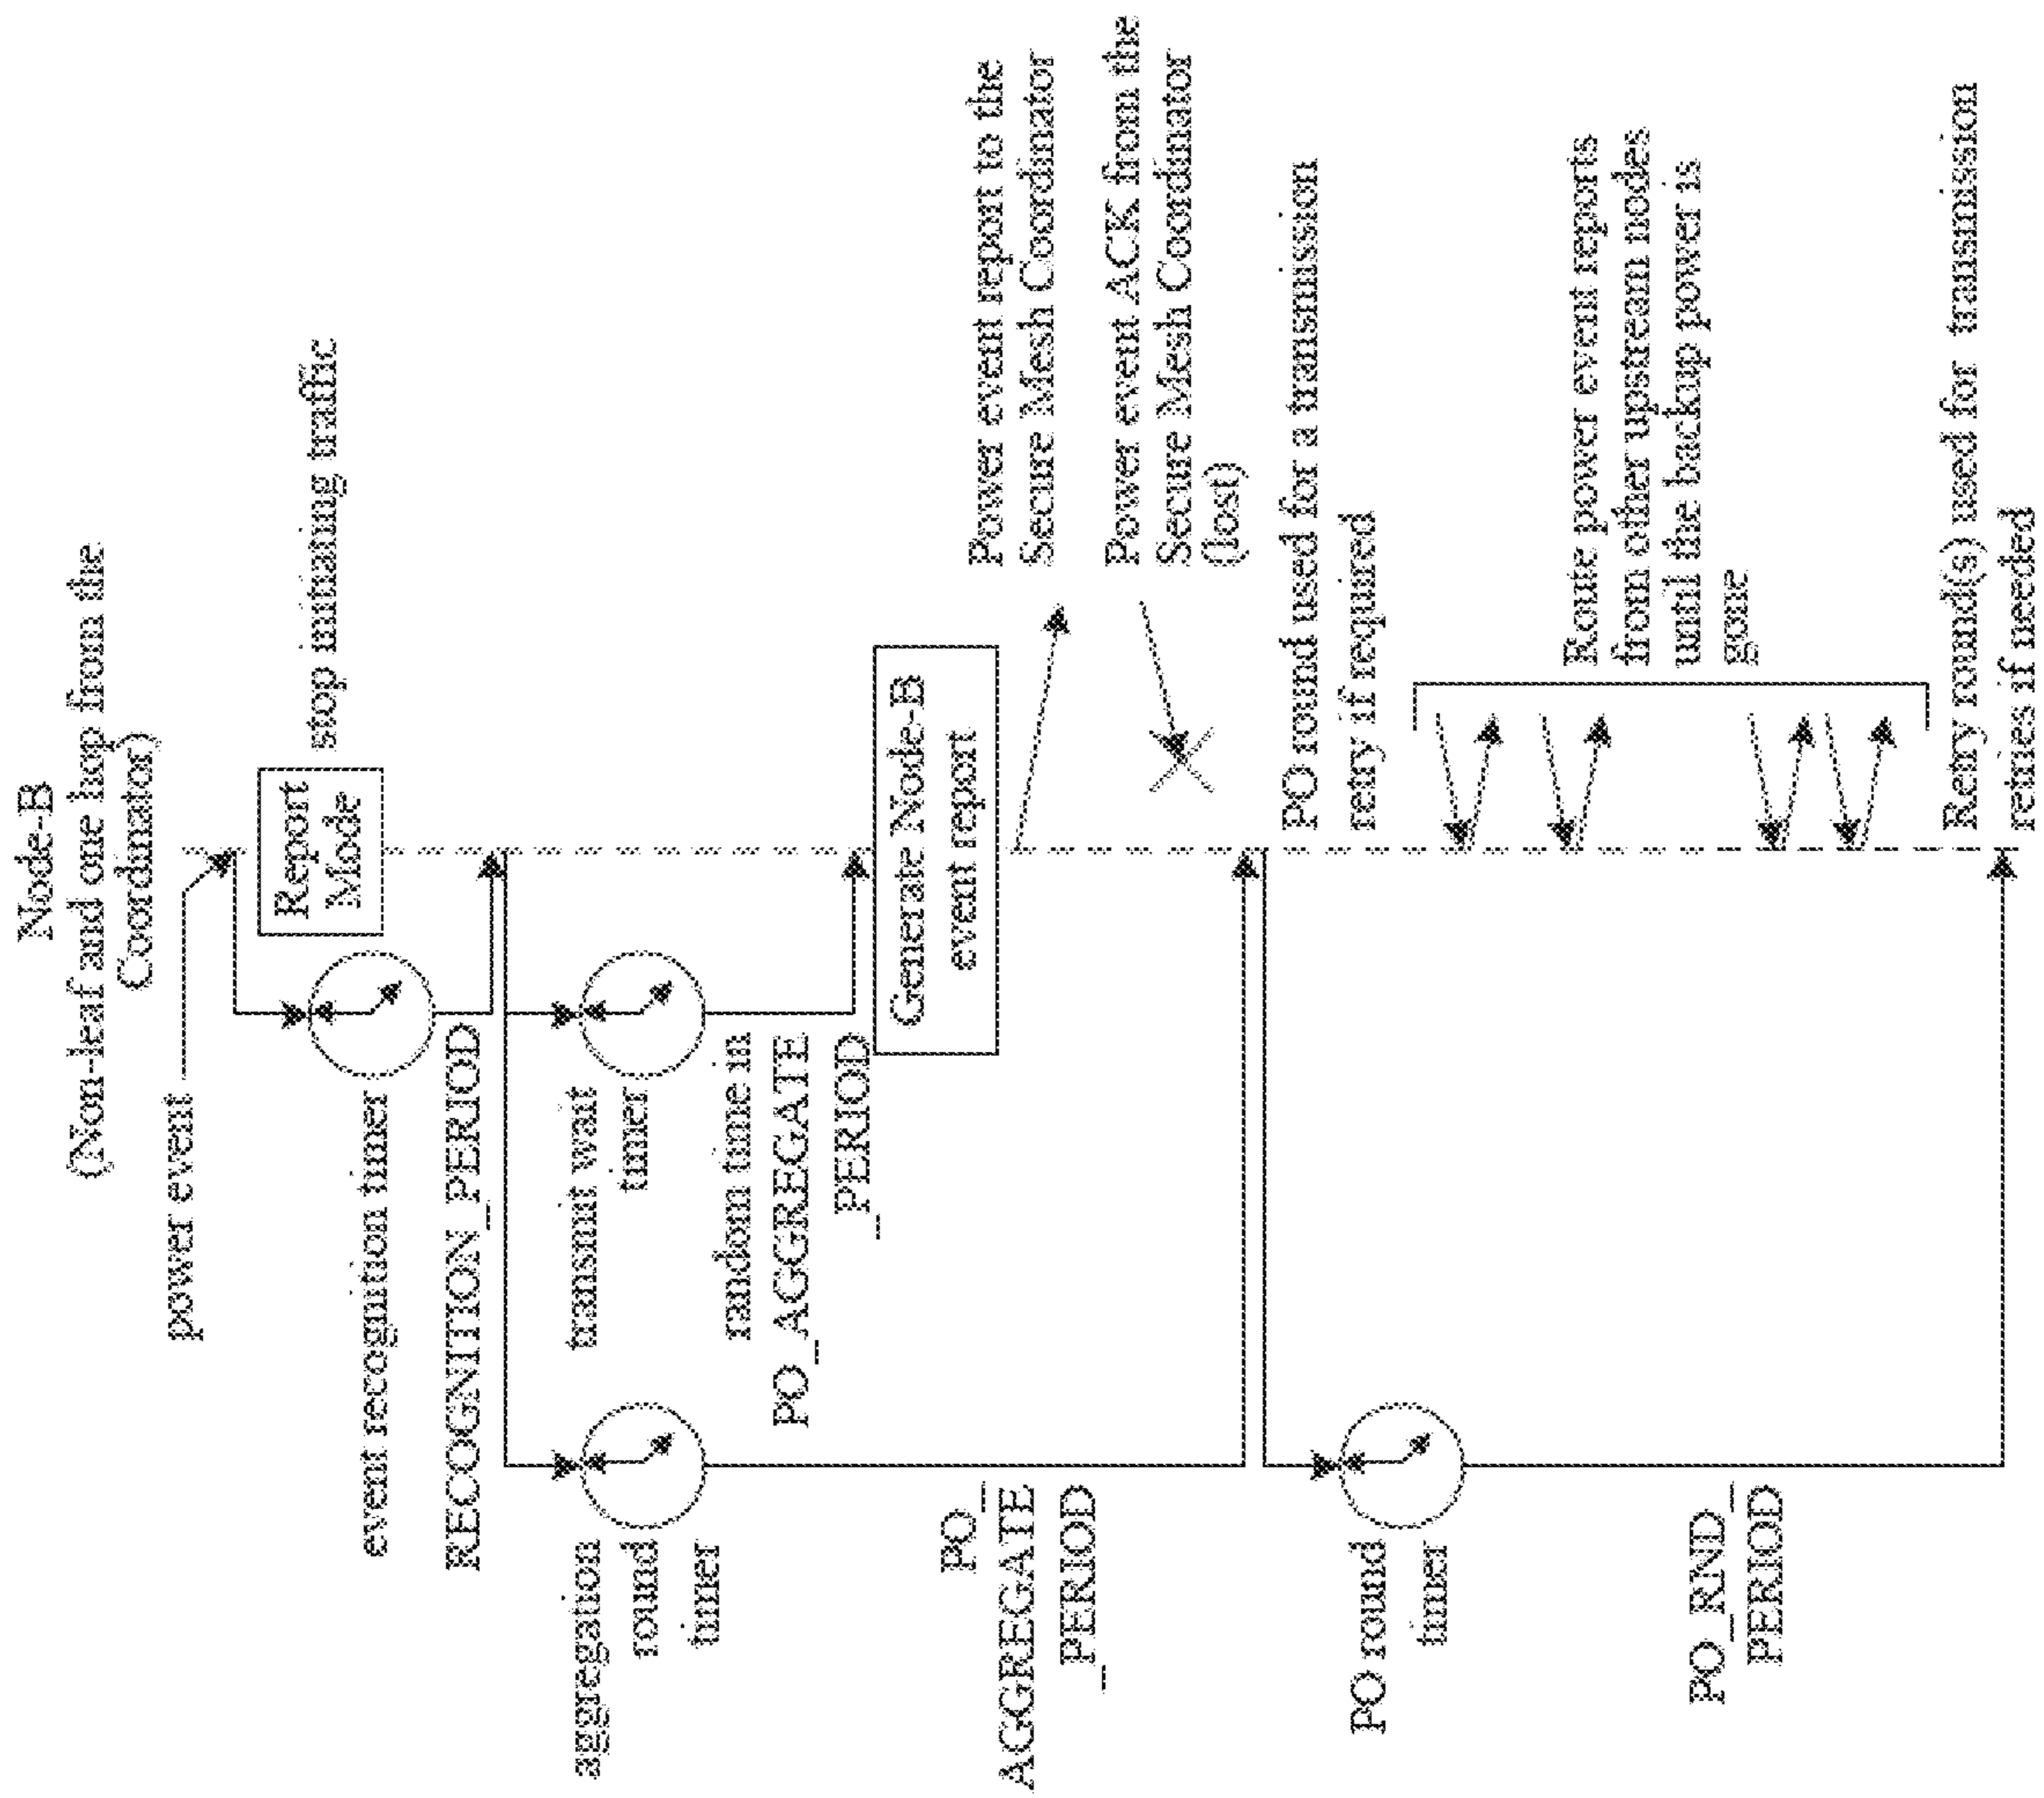 Node-B
(Non-leaf and one hop from the
Coordinator)
power event
Report
Mode
stop initiating traffic
event recognition timer
RECOGNITION_PERIOD
aggregation
round
timer
transmit wait
timer
random time in
PO_AGGREGATE
_PERIOD
Generate Node-B
event report
PO_
AGGREGATE
_PERIOD
Power event report to the
Secure Mesh Coordinator
Power event ACK from the
Secure Mesh Coordinator
(lost)
PO round used for a transmission
retry if required
PO round
timer
PO_RND_
PERIOD
Route power event reports
from other upstream nodes
until the backup power is
gone
Retry round(s) used for transmission
retries if needed